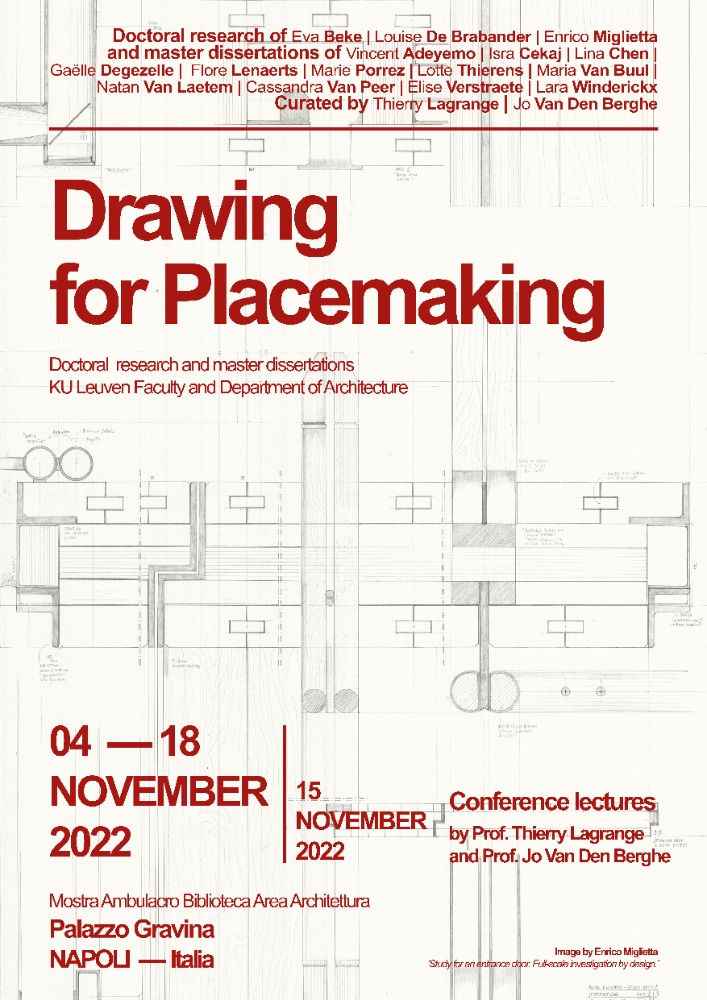 Doctoral research of Eva Beke | Louise De Brabander | Enrico Miglietta
and master dissertations of Vincent Adeyemo | Isra Cekaj | Lina Chen |
Gaëlle Degezelle | Flore Lenaerts | Marie Porrez | Lotte Thierens | Maria Van Buul |
Natan Van Laetem | Cassandra Van Peer | Elise Verstraete | Lara Winderickx
Curated by Thierry Lagrange | Jo Van Den Berghe
Drawing
for Placemaking
Doctoral research and master dissertations
KU Leuven Faculty and Department of Architecture
04 — 18
NOVEMBER
2022
15
NOVEMBER
2022
Conference lectures
by Prof. Thierry Lagrange
and Prof. Jo Van Den Berghe
Mostra Ambulacro Biblioteca Area Architettura
Palazzo Gravina
NAPOLI — Italia
Image by Enrico Miglietta
'Study for an entrance door. Full-scale investigation by design.'